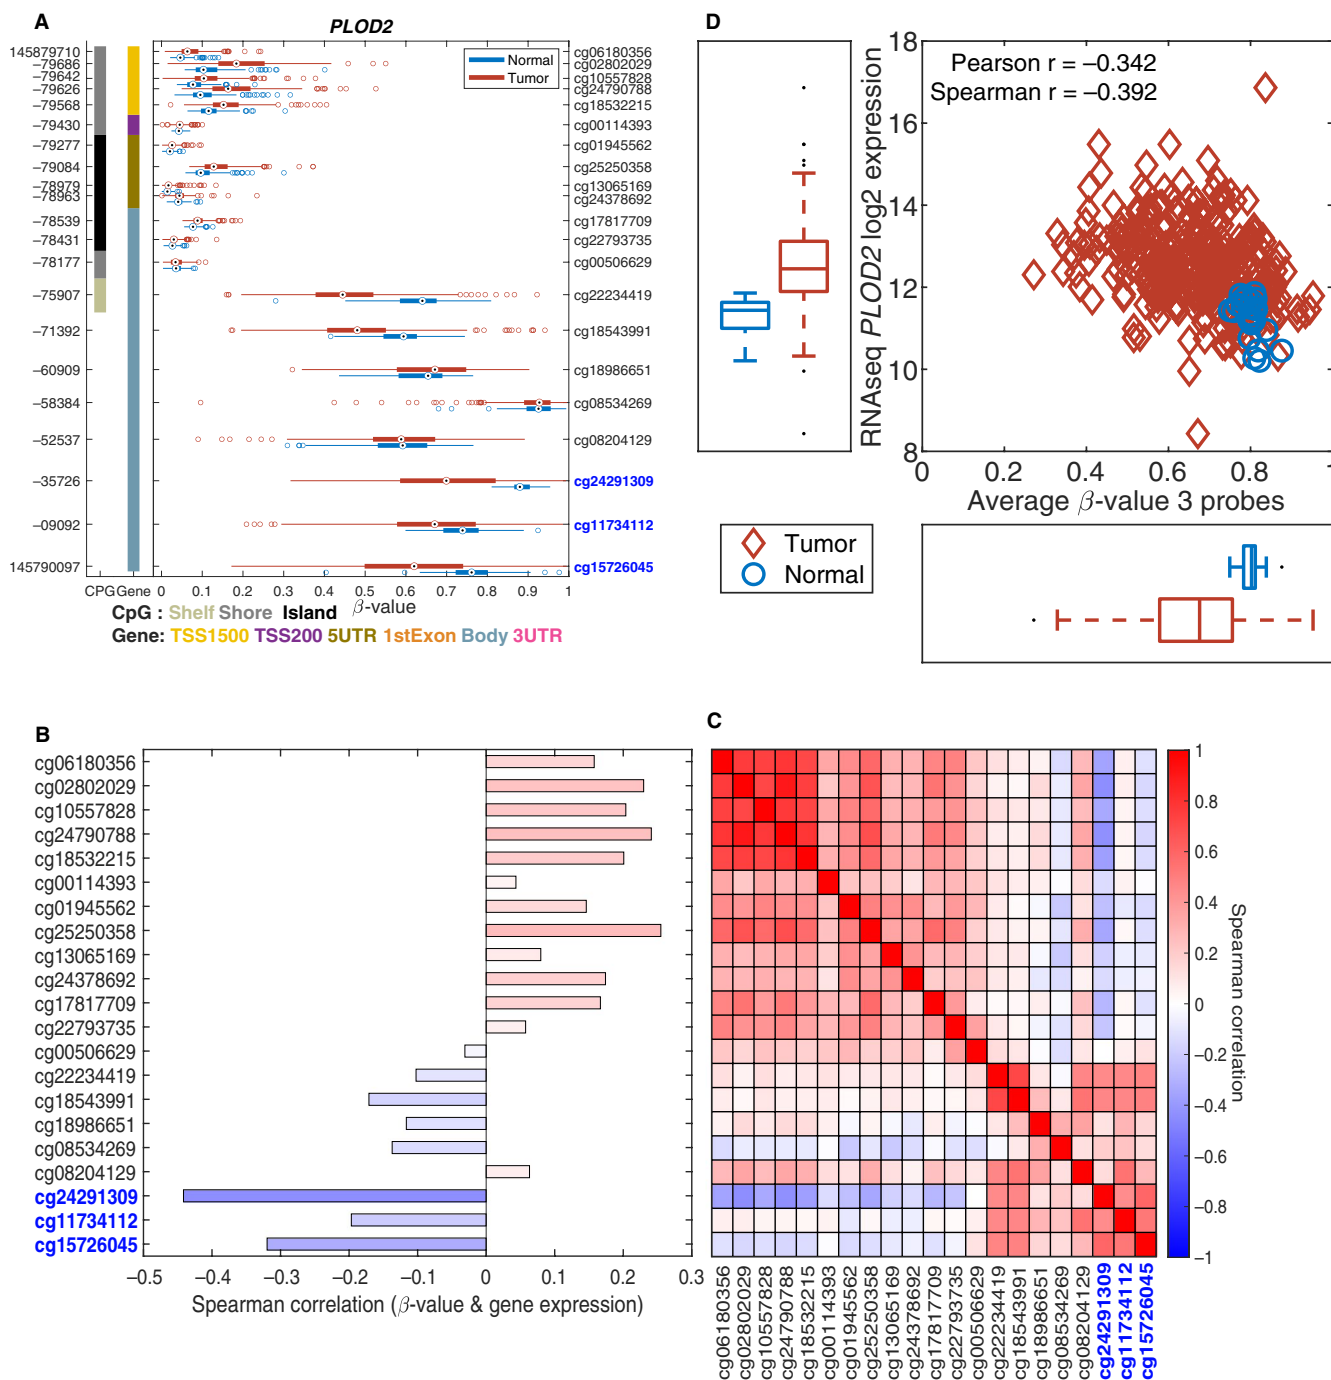 A
PLOD2
145879710
−79686
−79642
−79626
−79568
−79430
−79277
−79084
−78979
−78963
−78539
−78431
−78177
−75907
−71392
−60909
−58384
−52537
−35726
−09092
145790097
Normal
Tumor
cg06180356
cg02802029
cg10557828
cg24790788
cg18532215
cg00114393
cg01945562
cg25250358
cg13065169
cg24378692
cg17817709
cg22793735
cg00506629
cg22234419
cg18543991
cg18986651
cg08534269
cg08204129
cg24291309
cg11734112
cg15726045
CPG Gene 0 0.1 0.2 0.3 0.4 0.5 0.6 0.7 0.8 0.9 1
β-value
CpG : Shelf Shore Island
Gene: TSS1500 TSS200 5UTR 1stExon Body 3UTR
D
Pearson r = −0.342
Spearman r = −0.392
RNAseq PLOD2 log2 expression
18
16
14
12
10
8
0 0.2 0.4 0.6 0.8
Average β-value 3 probes
Tumor
Normal
B
cg06180356
cg02802029
cg10557828
cg24790788
cg18532215
cg00114393
cg01945562
cg25250358
cg13065169
cg24378692
cg17817709
cg22793735
cg00506629
cg22234419
cg18543991
cg18986651
cg08534269
cg08204129
cg24291309
cg11734112
cg15726045
−0.5 −0.4 −0.3 −0.2 −0.1 0 0.1 0.2 0.3
Spearman correlation (β-value & gene expression)
C
1
0.8
0.6
0.4
0.2
0
−0.2
−0.4
−0.6
−0.8
−1
Spearman correlation
cg06180356
cg02802029
cg10557828
cg24790788
cg18532215
cg00114393
cg01945562
cg25250358
cg13065169
cg24378692
cg17817709
cg22793735
cg00506629
cg22234419
cg18543991
cg18986651
cg08534269
cg08204129
cg24291309
cg11734112
cg15726045